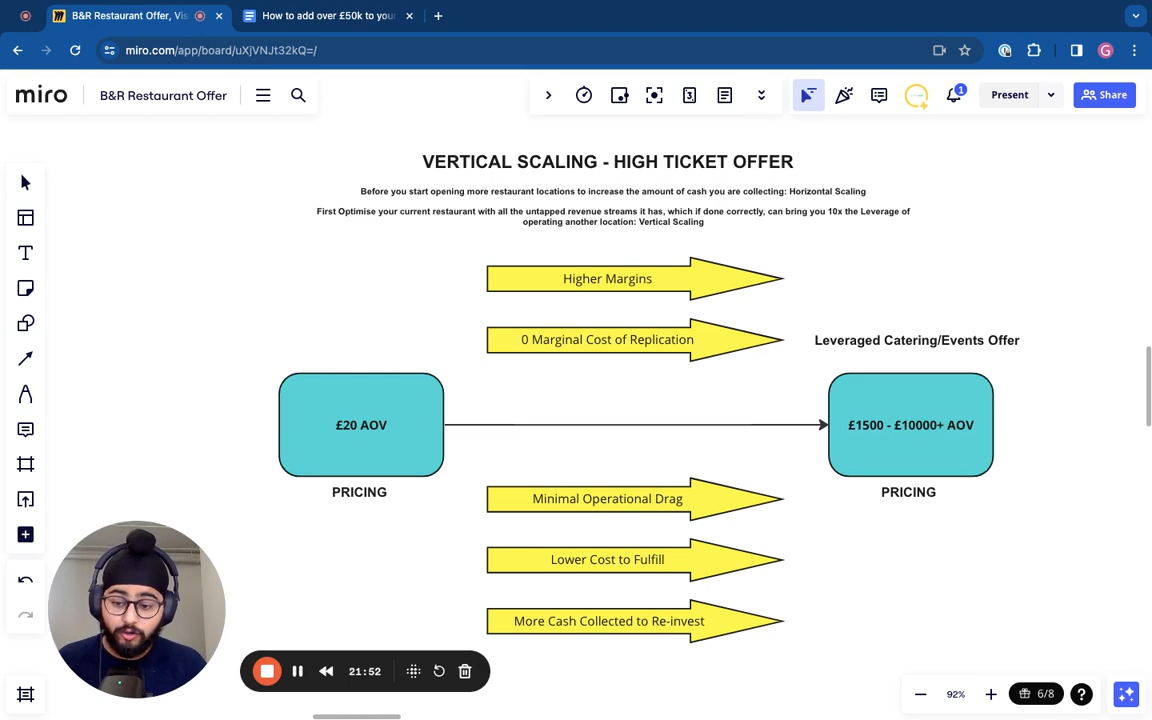 B&R Restaurant Offer, Vis
How to add over £50k to your
miro.com/app/board/uXjVNJt32kQ=/
G
miro
B&R Restaurant Offer
3
1
Present
Share
VERTICAL SCALING - HIGH TICKET OFFER
Before you start opening more restaurant locations to increase the amount of cash you are collecting: Horizontal Scaling
First Optimise your current restaurant with all the untapped revenue streams it has, which if done correctly, can bring you 10x the Leverage of
operating another location: Vertical Scaling
Higher Margins
0 Marginal Cost of Replication
Leveraged Catering/Events Offer
£20 AOV
£1500 - £10000+ AOV
PRICING
PRICING
Minimal Operational Drag
Lower Cost to Fulfill
More Cash Collected to Re-invest
21:52
92%
6/8
?